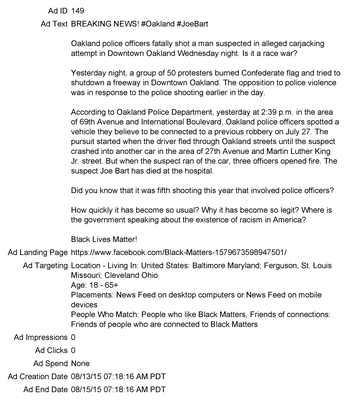 Ad ID 149
Ad Text BREAKING NEWS! #Oakland #JoeBart
Oakland police officers fatally shot a man suspected in alleged carjacking
attempt in Downtown Oakland Wednesday night. Is it a race war?
Yesterday night, a group of 50 protesters burned Confederate flag and tried to
shutdown a freeway in Downtown Oakland. The opposition to police violence
was in response to the police shooting earlier in the day.
According to Oakland Police Department, yesterday at 2:39 p.m. in the area
of 69th Avenue and International Boulevard, Oakland police officers spotted a
vehicle they believe to be connected to a previous robbery on July 27. The
pursuit started when the driver fled through Oakland streets until the suspect
crashed into another car in the area of 27th Avenue and Martin Luther King
Jr. street. But when the suspect ran of the car, three officers opened fire. The
suspect Joe Bart has died at the hospital.
Did you know that it was fifth shooting this year that involved police officers?
How quickly it has become so usual? Why it has become so legit? Where is
the government speaking about the existence of racism in America?
Black Lives Matter!
Ad Landing Page https://www.facebook.com/Black-Matters-1579673598947501/
Ad Targeting Location - Living In: United States: Baltimore Maryland; Ferguson, St. Louis
Missouri; Cleveland Ohio
Age: 18 - 65+
Placements: News Feed on desktop computers or News Feed on mobile
devices
People Who Match: People who like Black Matters, Friends of connections:
Friends of people who are connected to Black Matters
Ad Impressions 0
Ad Clicks 0
Ad Spend None
Ad Creation Date 08/13/15 07:18:16 AM PDT
Ad End Date 08/15/15 07:18:16 AM PDT